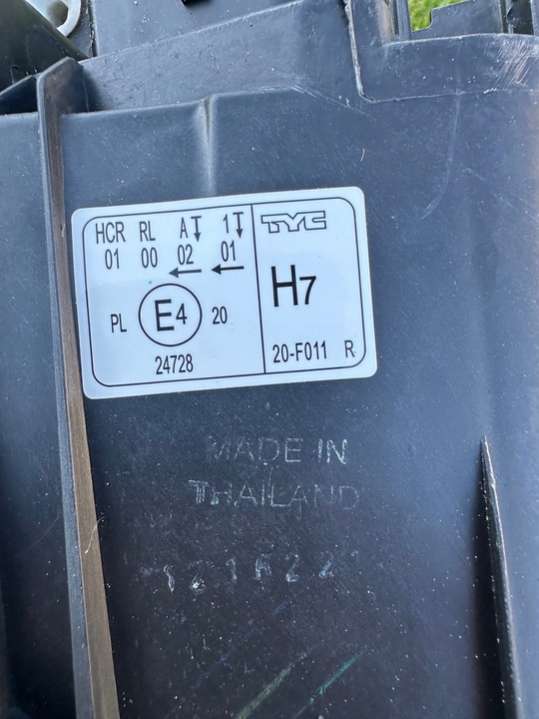 HCR RL A↧ 1↧
01 00 02 01
← ←
PL E4 20
24728
TYC
H7
20-F011 R
MADE IN
THAILAND